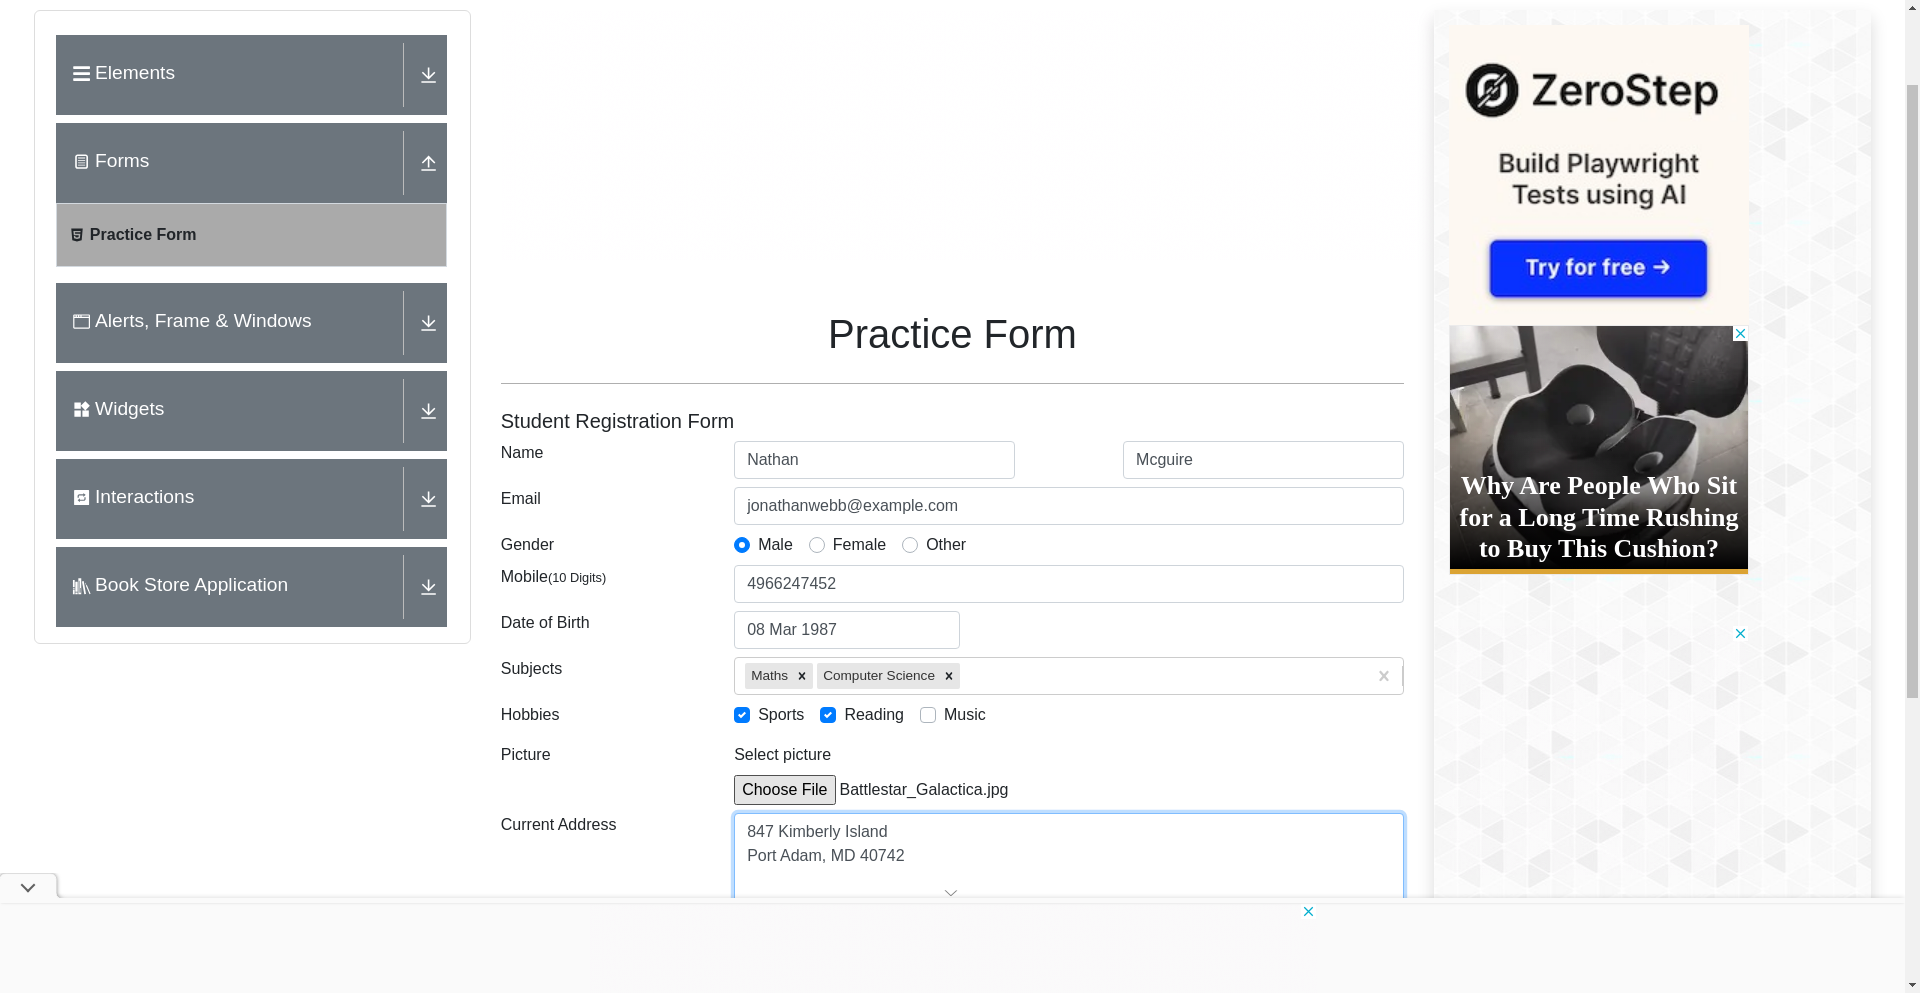 Elements
Forms
Practice Form
Alerts, Frame & Windows
Widgets
Interactions
Book Store Application
Practice Form
Student Registration Form
Name
Nathan
Mcguire
Email
jonathanwebb@example.com
Gender
Male
Female
Other
Mobile(10 Digits)
4966247452
Date of Birth
08 Mar 1987
Subjects
Maths
Computer Science
Hobbies
Sports
Reading
Music
Picture
Select picture
Choose File
Battlestar_Galactica.jpg
Current Address
847 Kimberly Island
Port Adam, MD 40742
ZeroStep
Build Playwright
Tests using AI
Try for free →
Why Are People Who Sit
for a Long Time Rushing
to Buy This Cushion?